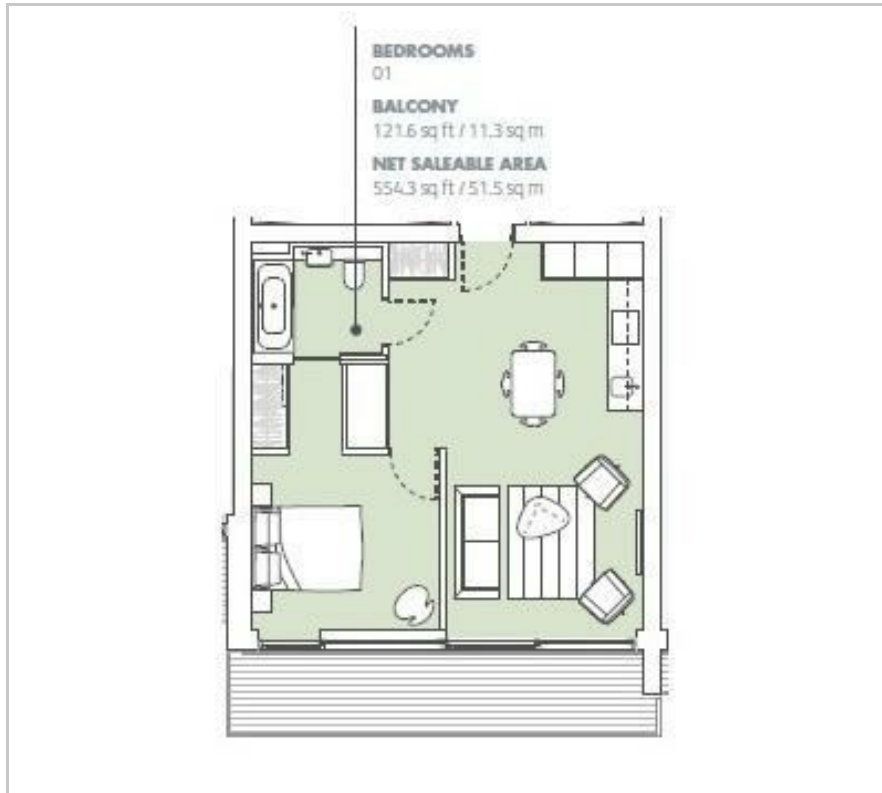 BEDROOMS
01
BALCONY
121.6 sq ft / 11.3 sq m
NET SALEABLE AREA
554.3 sq ft / 51.5 sq m